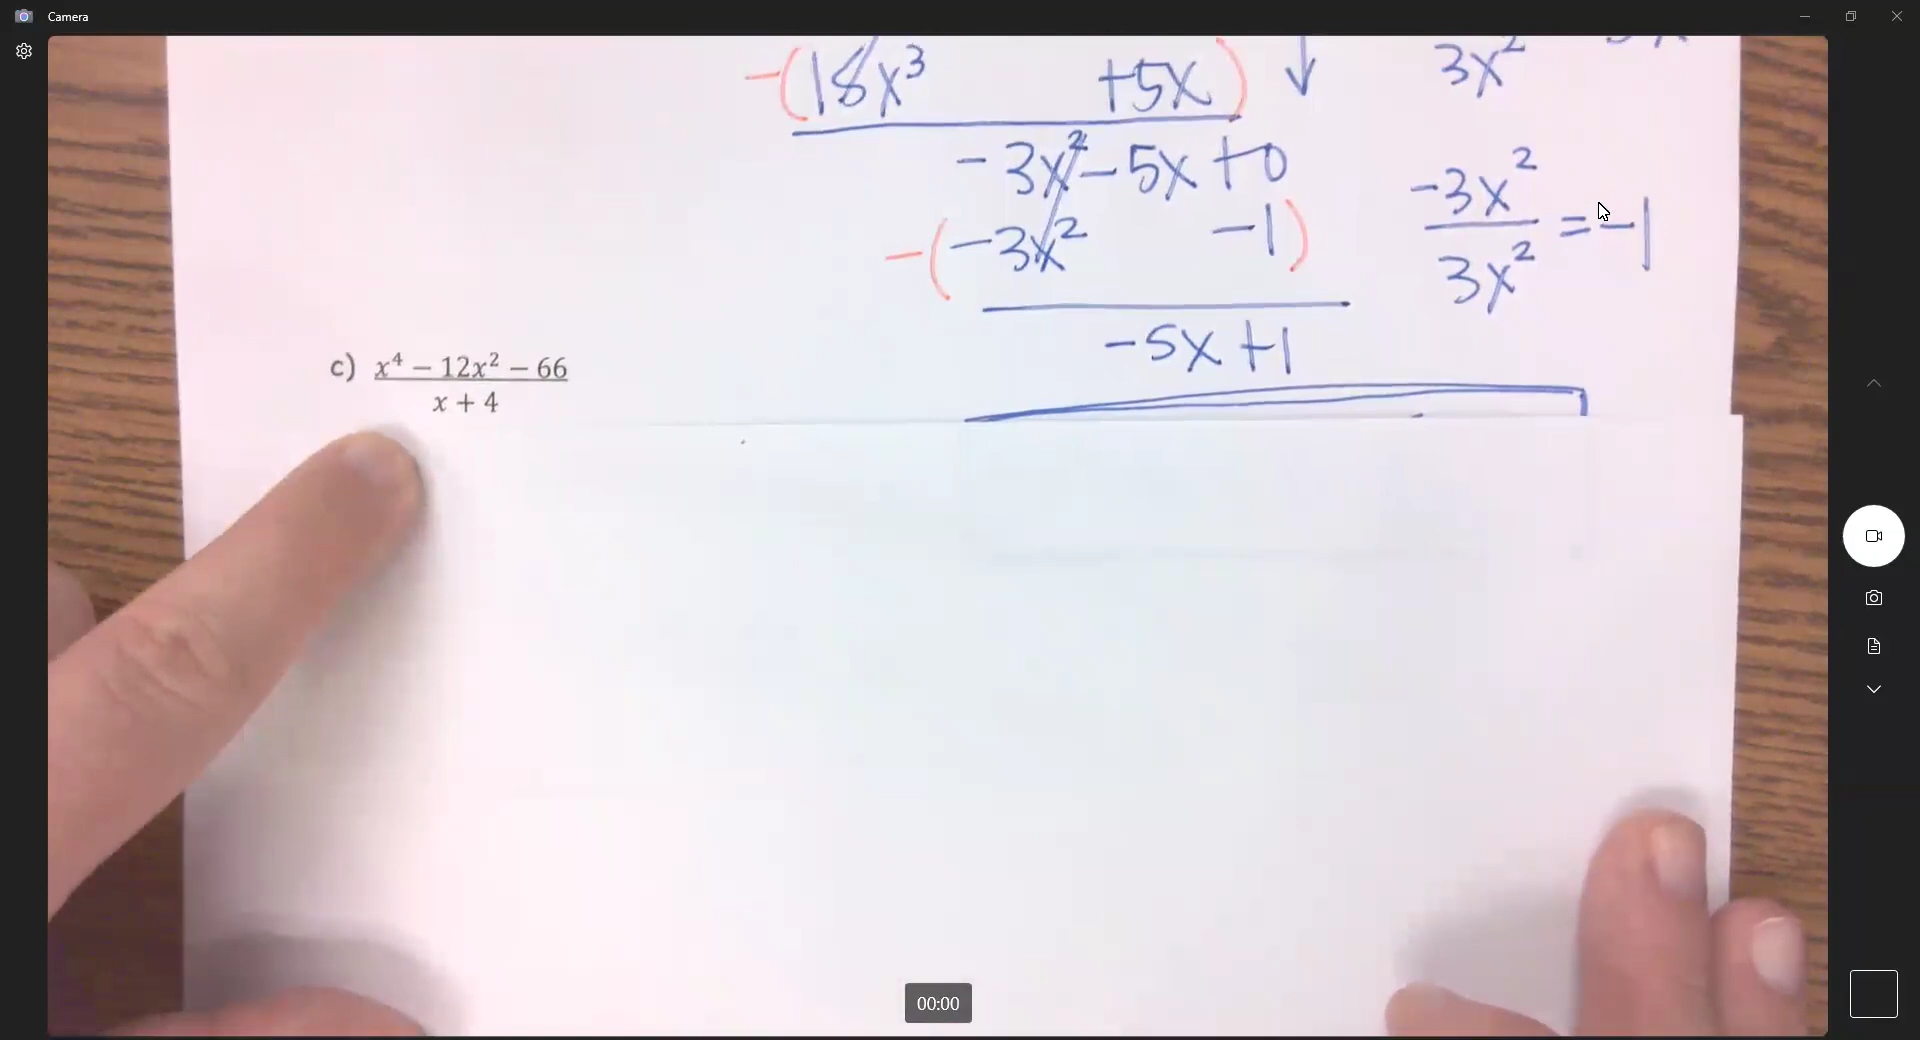 Camera
-(18x³ +5x) ↓ 3x²
-3x² - 5x + 0
-(-3x² -1)
-3x²/3x² = -1
-5x + 1
c) x⁴ − 12x² − 66
x + 4
00:00